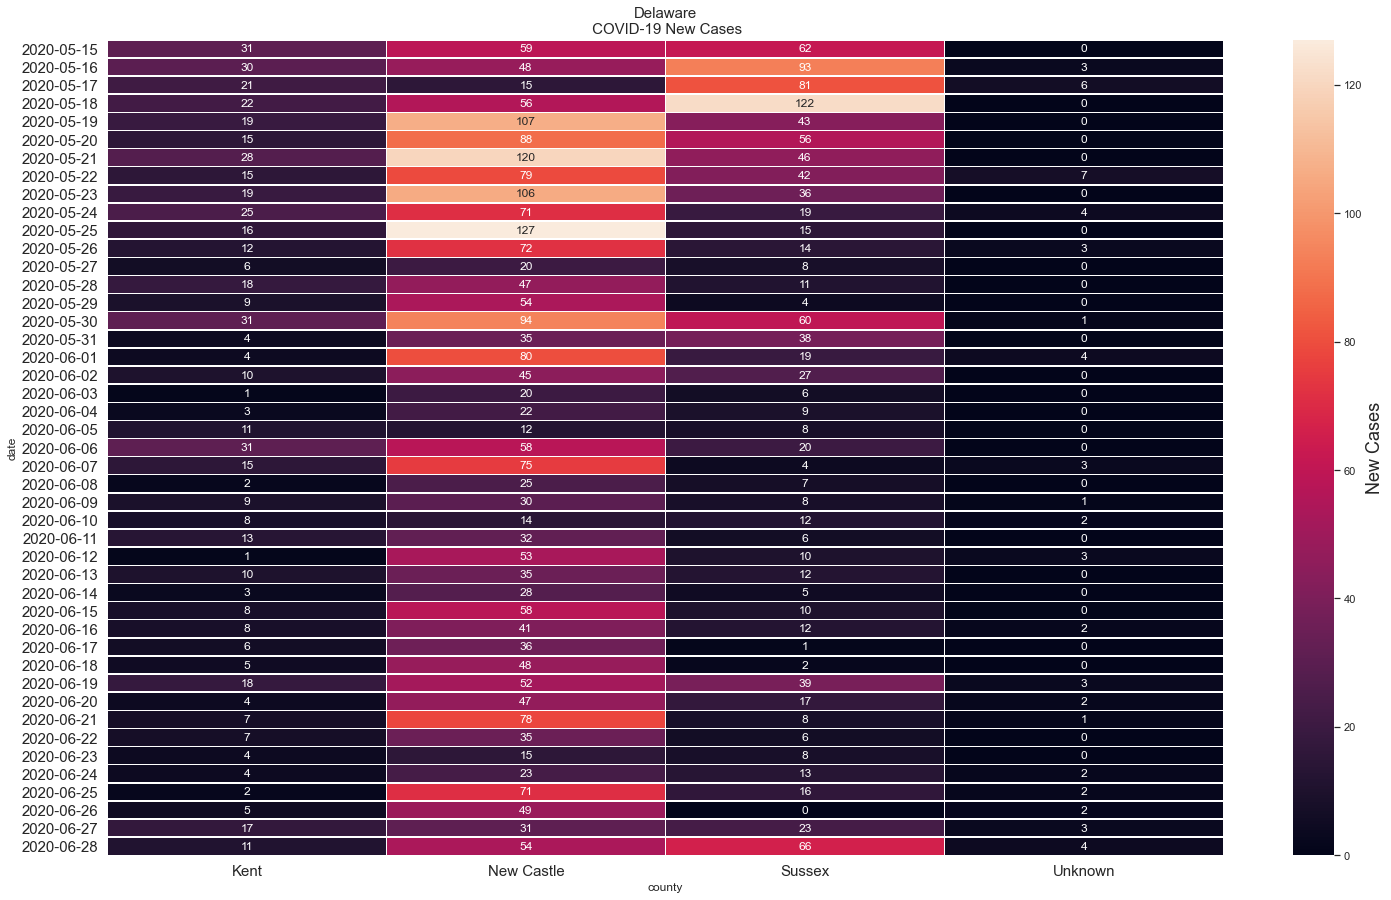 Delaware
COVID-19 New Cases
2020-05-15 31 59 62 0
2020-05-16 30 48 93 3
2020-05-17 21 15 81 6
2020-05-18 22 56 122 0
2020-05-19 19 107 43 0
2020-05-20 15 88 56 0
2020-05-21 28 120 46 0
2020-05-22 15 79 42 7
2020-05-23 19 106 36 0
2020-05-24 25 71 19 4
2020-05-25 16 127 15 0
2020-05-26 12 72 14 3
2020-05-27 6 20 8 0
2020-05-28 18 47 11 0
2020-05-29 9 54 4 0
2020-05-30 31 94 60 1
2020-05-31 4 35 38 0
2020-06-01 4 80 19 4
2020-06-02 10 45 27 0
2020-06-03 1 20 6 0
2020-06-04 3 22 9 0
2020-06-05 11 12 8 0
2020-06-06 31 58 20 0
2020-06-07 15 75 4 3
2020-06-08 2 25 7 0
2020-06-09 9 30 8 1
2020-06-10 8 14 12 2
2020-06-11 13 32 6 0
2020-06-12 1 53 10 3
2020-06-13 10 35 12 0
2020-06-14 3 28 5 0
2020-06-15 8 58 10 0
2020-06-16 8 41 12 2
2020-06-17 6 36 1 0
2020-06-18 5 48 2 0
2020-06-19 18 52 39 3
2020-06-20 4 47 17 2
2020-06-21 7 78 8 1
2020-06-22 7 35 6 0
2020-06-23 4 15 8 0
2020-06-24 4 23 13 2
2020-06-25 2 71 16 2
2020-06-26 5 49 0 2
2020-06-27 17 31 23 3
2020-06-28 11 54 66 4
date
Kent New Castle Sussex Unknown
county
120
100
80
60
40
20
0
New Cases